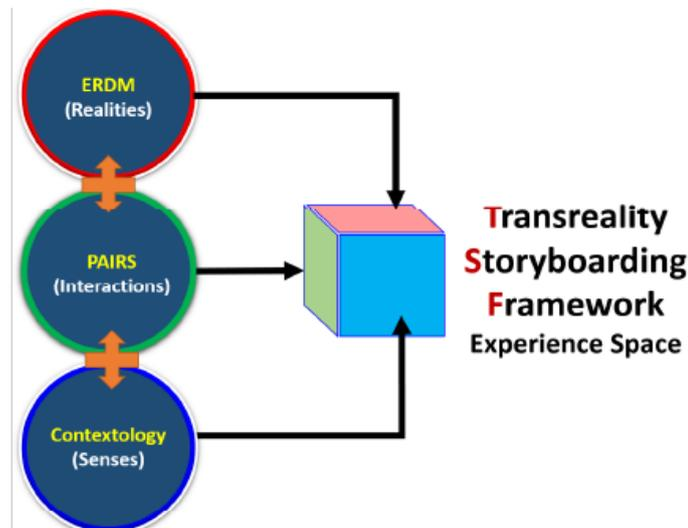 ERDM
(Realities)
PAIRS
(Interactions)
Contextology
(Senses)
Transreality
Storyboarding
Framework
Experience Space